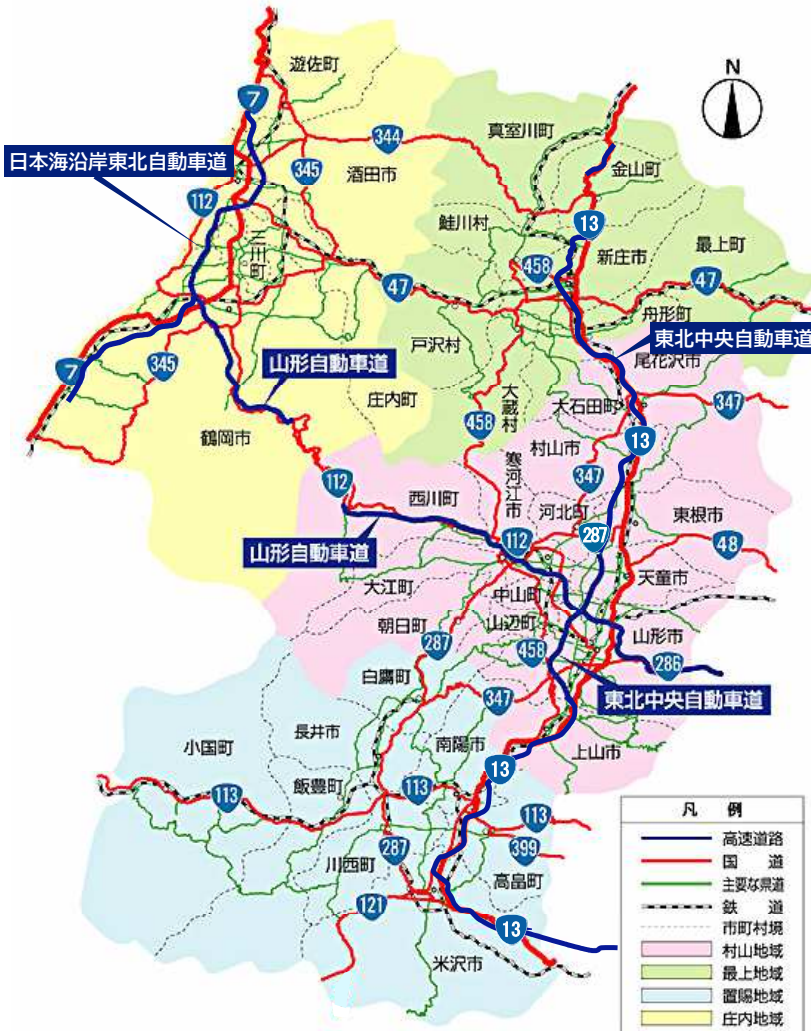 遊佐町
N
7
真室川町
344
日本海沿岸東北自動車道
345
酒田市
金山町
112
鮭川村
13
三川町
新庄市
最上町
458
47
47
舟形町
戸沢村
東北中央自動車道
尾花沢市
7
345
山形自動車道
庄内町
大蔵村
大石田町
347
458
鶴岡市
村山市
13
寒河江市
347
112
西川町
河北町
東根市
287
112
48
山形自動車道
大江町
中山町
天童市
朝日町
山辺町
山形市
287
458
286
白鷹町
347
東北中央自動車道
長井市
南陽市
小国町
上山市
飯豊町
13
113
113
113
凡 例
高速道路
国 道
主要な県道
鉄 道
市町村境
村山地域
最上地域
置賜地域
庄内地域
287
399
川西町
高畠町
121
13
米沢市